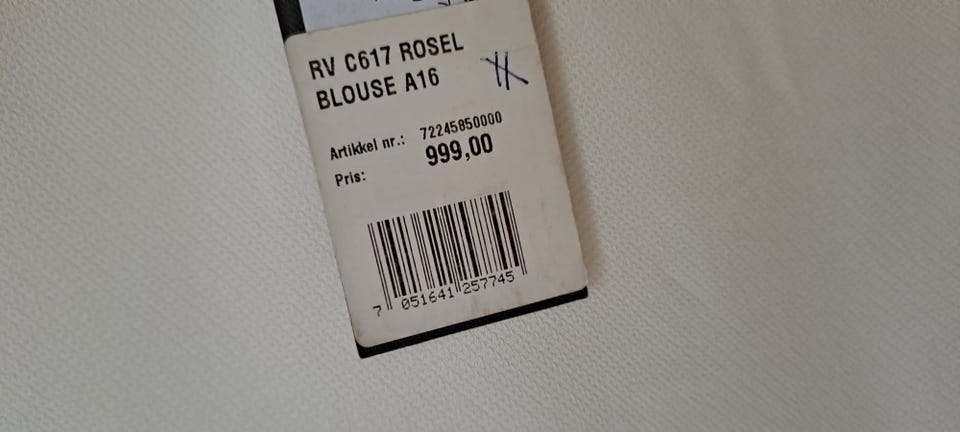 RV C617 ROSEL
BLOUSE A16
Artikkel nr.: 72245850000
Pris: 999,00
7 051641 257745